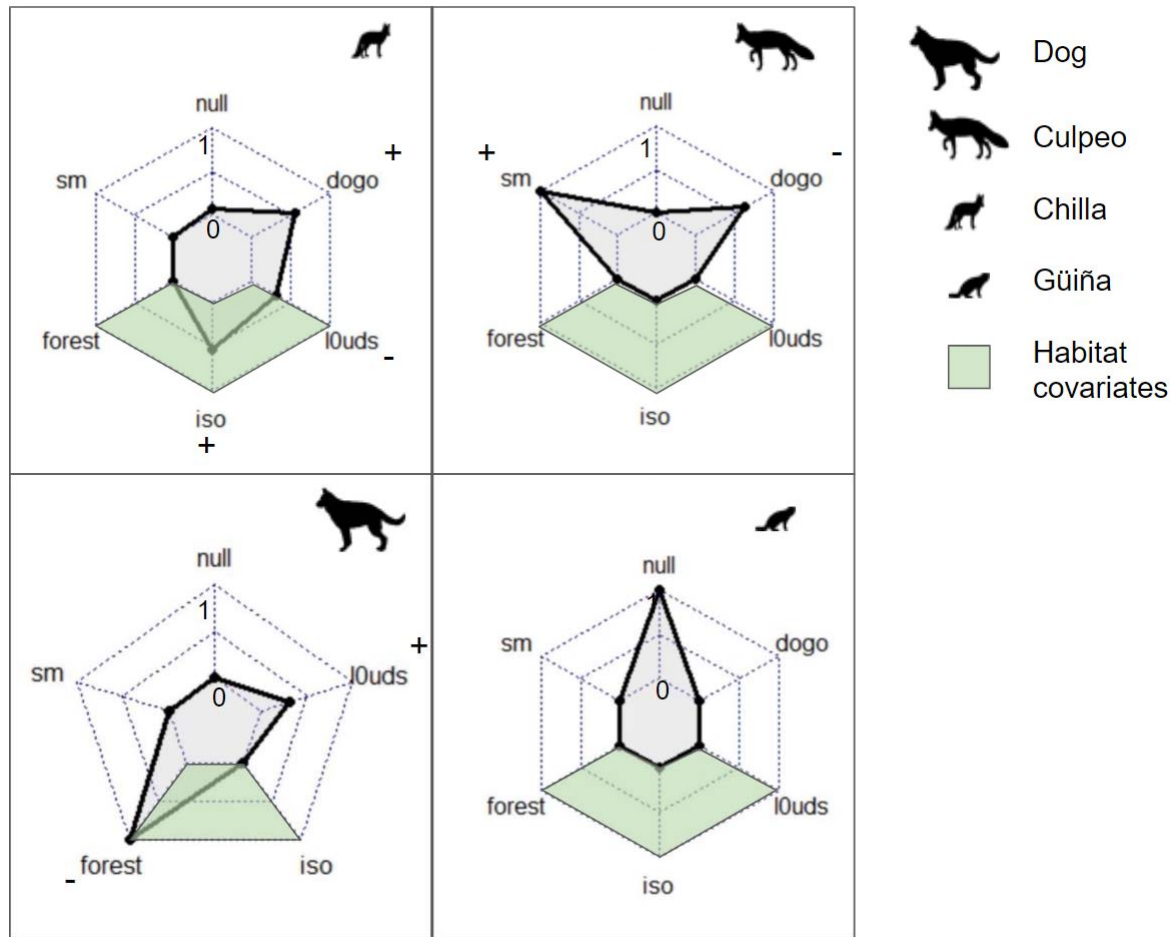 null
1
+
sm
dogo
0
forest
l0uds
-
iso
+
null
+
1
-
sm
dogo
0
forest
l0uds
iso
Dog
Culpeo
Chilla
Güiña
Habitat
covariates
null
1
+
sm
l0uds
0
- forest
iso
null
1
sm
dogo
0
forest
l0uds
iso